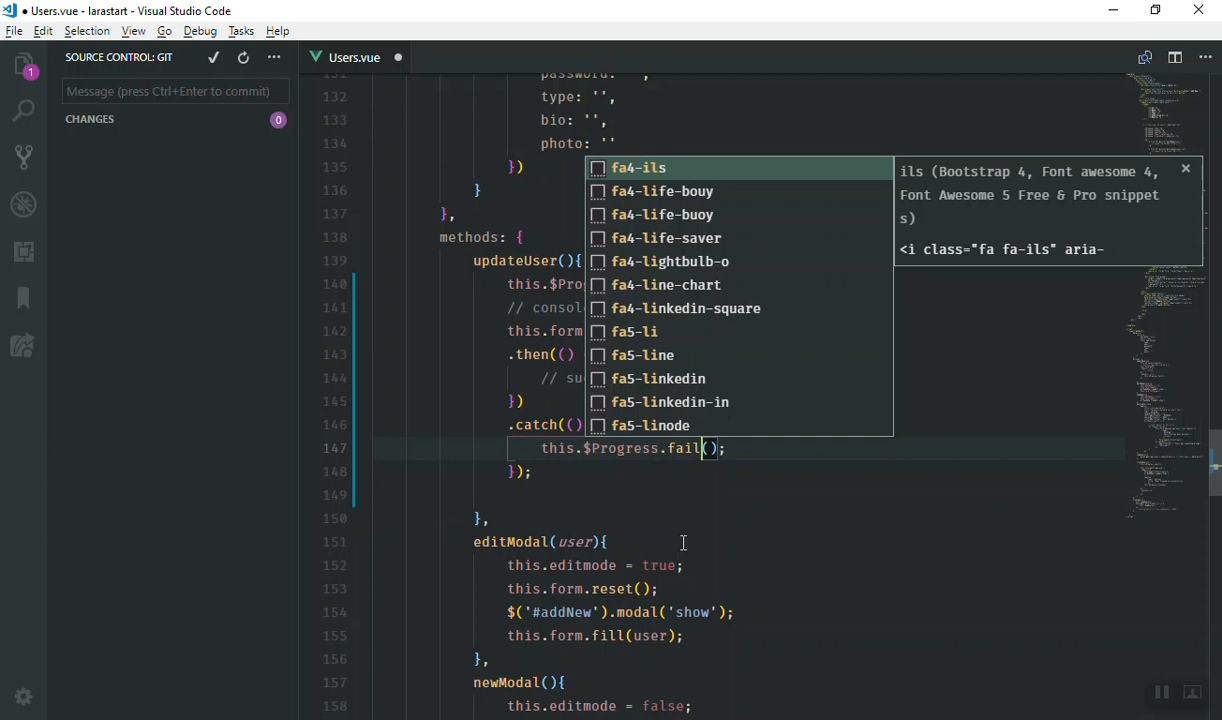 ● Users.vue - larastart - Visual Studio Code
File Edit Selection View Go Debug Tasks Help
SOURCE CONTROL: GIT
Message (press Ctrl+Enter to commit)
CHANGES 0
1
Users.vue ●
131 password: '',
132 type: '',
133 bio: '',
134 photo: ''
135 })
136 }
137 },
138 methods: {
139 updateUser(){
140 this.$Prog
141 // consol
142 this.form
143 .then(()
144 // su
145 })
146 .catch(()
147 this.$Progress.fail();
148 });
149
150 },
151 editModal(user){
152 this.editmode = true;
153 this.form.reset();
154 $('#addNew').modal('show');
155 this.form.fill(user);
156 },
157 newModal(){
158 this.editmode = false;
fa4-ils
fa4-life-bouy
fa4-life-buoy
fa4-life-saver
fa4-lightbulb-o
fa4-line-chart
fa4-linkedin-square
fa5-li
fa5-line
fa5-linkedin
fa5-linkedin-in
fa5-linode
ils (Bootstrap 4, Font awesome 4,
Font Awesome 5 Free & Pro snippet
s)
<i class="fa fa-ils" aria-